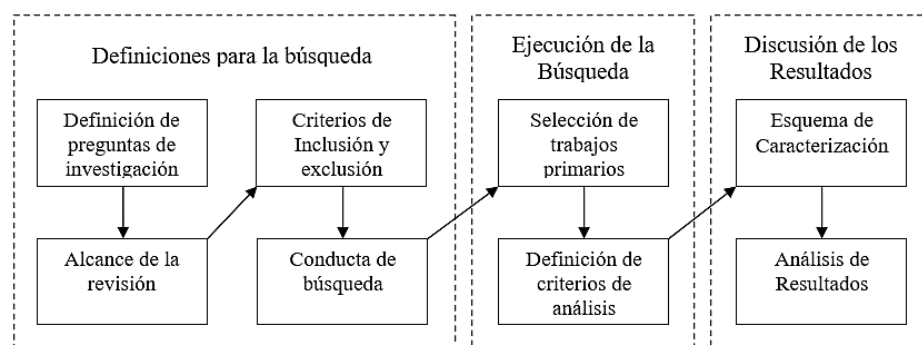 Definiciones para la búsqueda
Definición de
preguntas de
investigación
Alcance de la
revisión
Criterios de
Inclusión y
exclusión
Conducta de
búsqueda
Ejecución de la
Búsqueda
Selección de
trabajos
primarios
Definición de
criterios de
análisis
Discusión de los
Resultados
Esquema de
Caracterización
Análisis de
Resultados